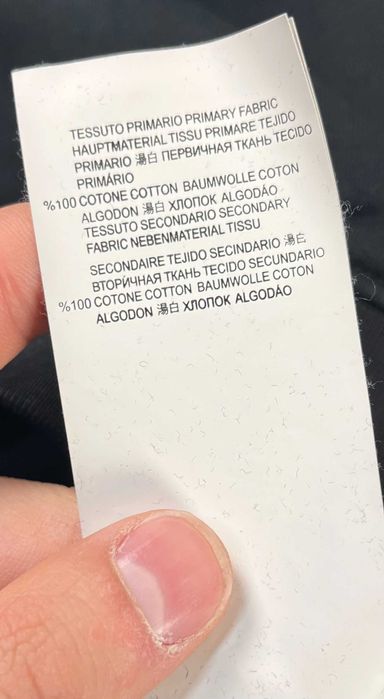 TESSUTO PRIMARIO PRIMARY FABRIC
HAUPTMATERIAL TISSU PRIMARE TEJIDO
PRIMARIO 湯白 ПЕРВИЧНАЯ ТКАНЬ TECIDO
PRIMÁRIO
%100 COTONE COTTON BAUMWOLLE COTON
ALGODON 湯白 ХЛОПОК ALGODÁO
TESSUTO SECONDARIO SECONDARY
FABRIC NEBENMATERIAL TISSU
SECONDAIRE TEJIDO SECINDARIO 湯白
ВТОРИЧНАЯ ТКАНЬ TECIDO SECUNDARIO
%100 COTONE COTTON BAUMWOLLE COTON
ALGODON 湯白 ХЛОПОК ALGODÁO